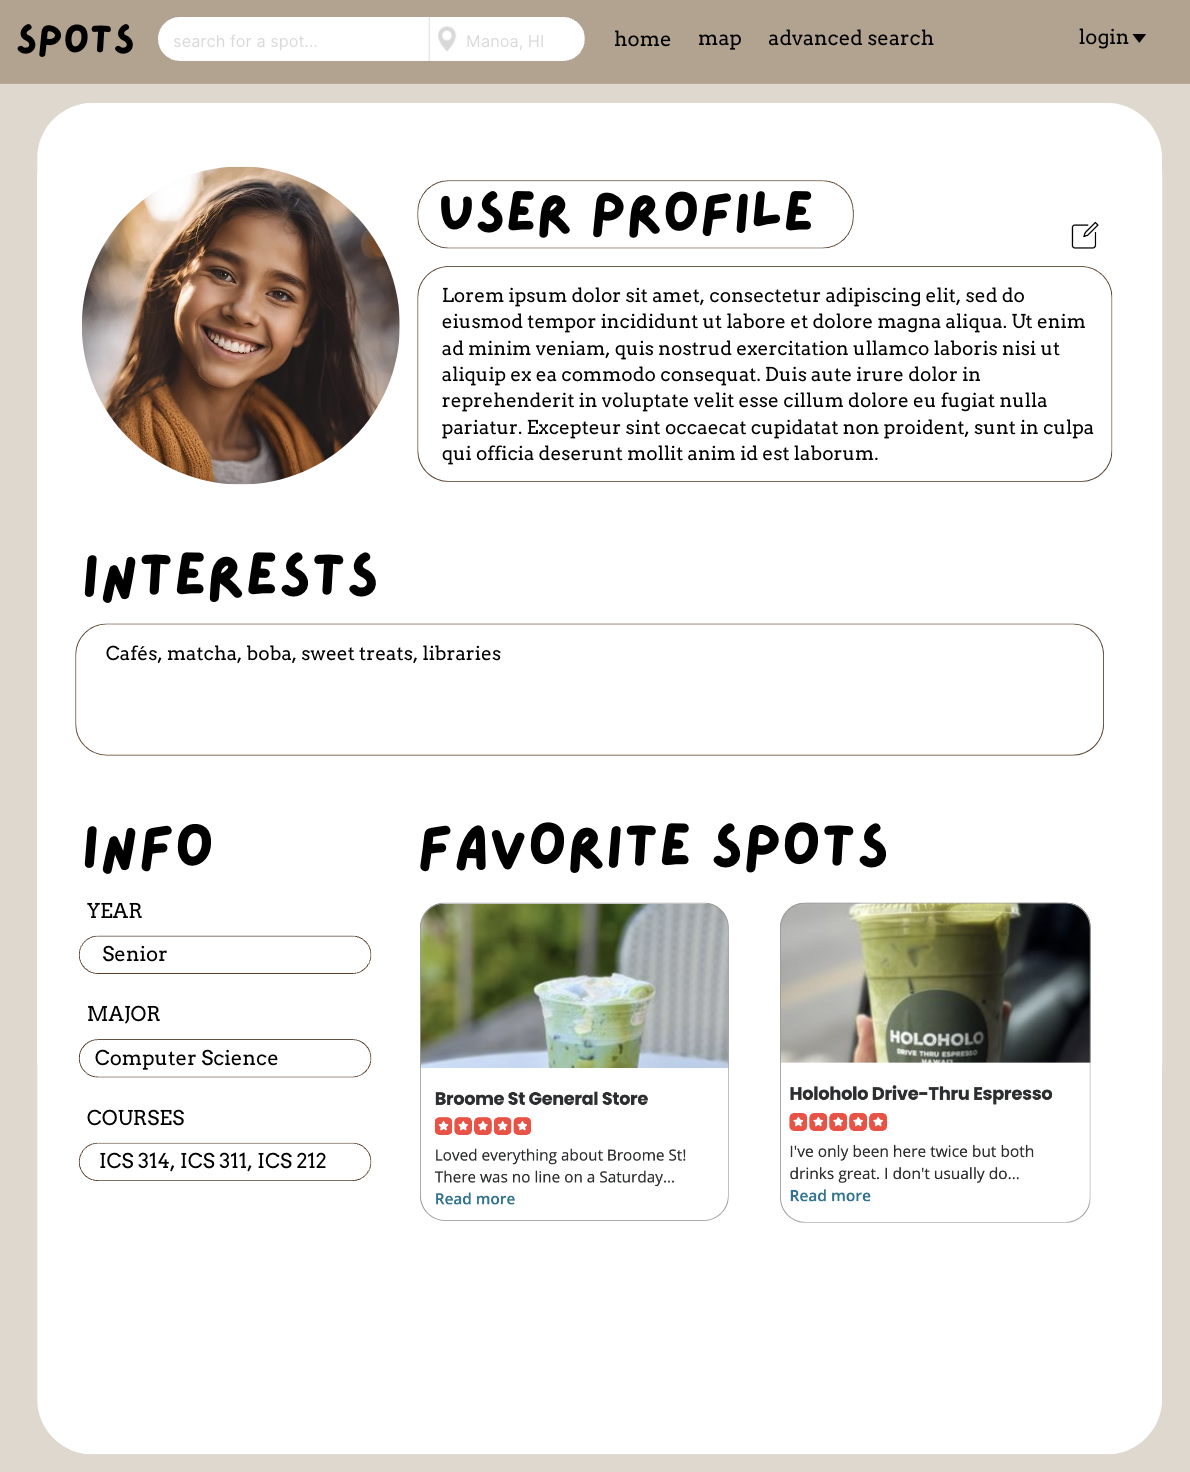 SPOTS
search for a spot...
Manoa, HI
home
map
advanced search
login
USER PROFILE
Lorem ipsum dolor sit amet, consectetur adipiscing elit, sed do
eiusmod tempor incididunt ut labore et dolore magna aliqua. Ut enim
ad minim veniam, quis nostrud exercitation ullamco laboris nisi ut
aliquip ex ea commodo consequat. Duis aute irure dolor in
reprehenderit in voluptate velit esse cillum dolore eu fugiat nulla
pariatur. Excepteur sint occaecat cupidatat non proident, sunt in culpa
qui officia deserunt mollit anim id est laborum.
INTERESTS
Cafés, matcha, boba, sweet treats, libraries
INFO
YEAR
Senior
MAJOR
Computer Science
COURSES
ICS 314, ICS 311, ICS 212
FAVORITE SPOTS
Broome St General Store
Loved everything about Broome St!
There was no line on a Saturday...
Read more
HOLOHOLO
DRIVE THRU ESPRESSO
HAWAI'I
Holoholo Drive-Thru Espresso
I've only been here twice but both
drinks great. I don't usually do...
Read more